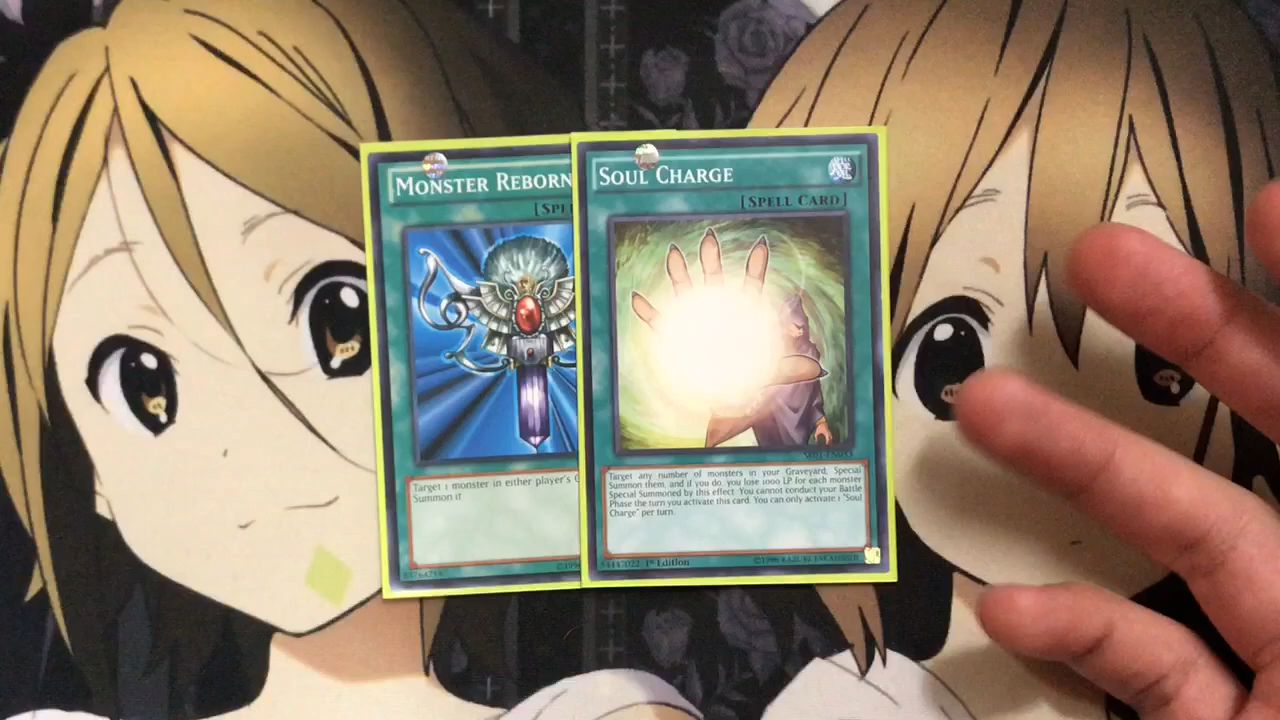 MONSTER REBORN
Target 1 monster in either player's
Summon it
SOUL CHARGE
[SPELL CARD]
Target any number of monsters in your Graveyard; Special
Summon them, and if you do, you lose 1000 LP for each monster
Special Summoned by this effect. You cannot conduct your Battle
Phase the turn you activate this card. You can only activate 1 "Soul
Charge" per turn.
54447022 1st Edition